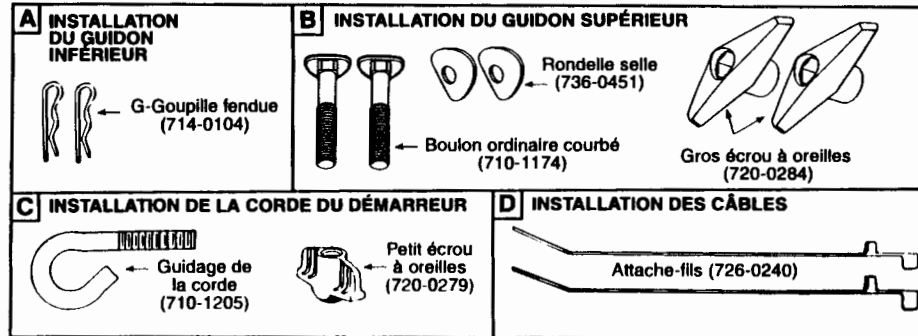 A INSTALLATION
DU GUIDON
INFÉRIEUR
G-Goupille fendue
(714-0104)
B INSTALLATION DU GUIDON SUPÉRIEUR
Rondelle selle
(736-0451)
Boulon ordinaire courbé
(710-1174)
Gros écrou à oreilles
(720-0284)
C INSTALLATION DE LA CORDE DU DÉMARREUR
Guidage de
la corde
(710-1205)
Petit écrou
à oreilles
(720-0279)
D INSTALLATION DES CÂBLES
Attache-fils (726-0240)